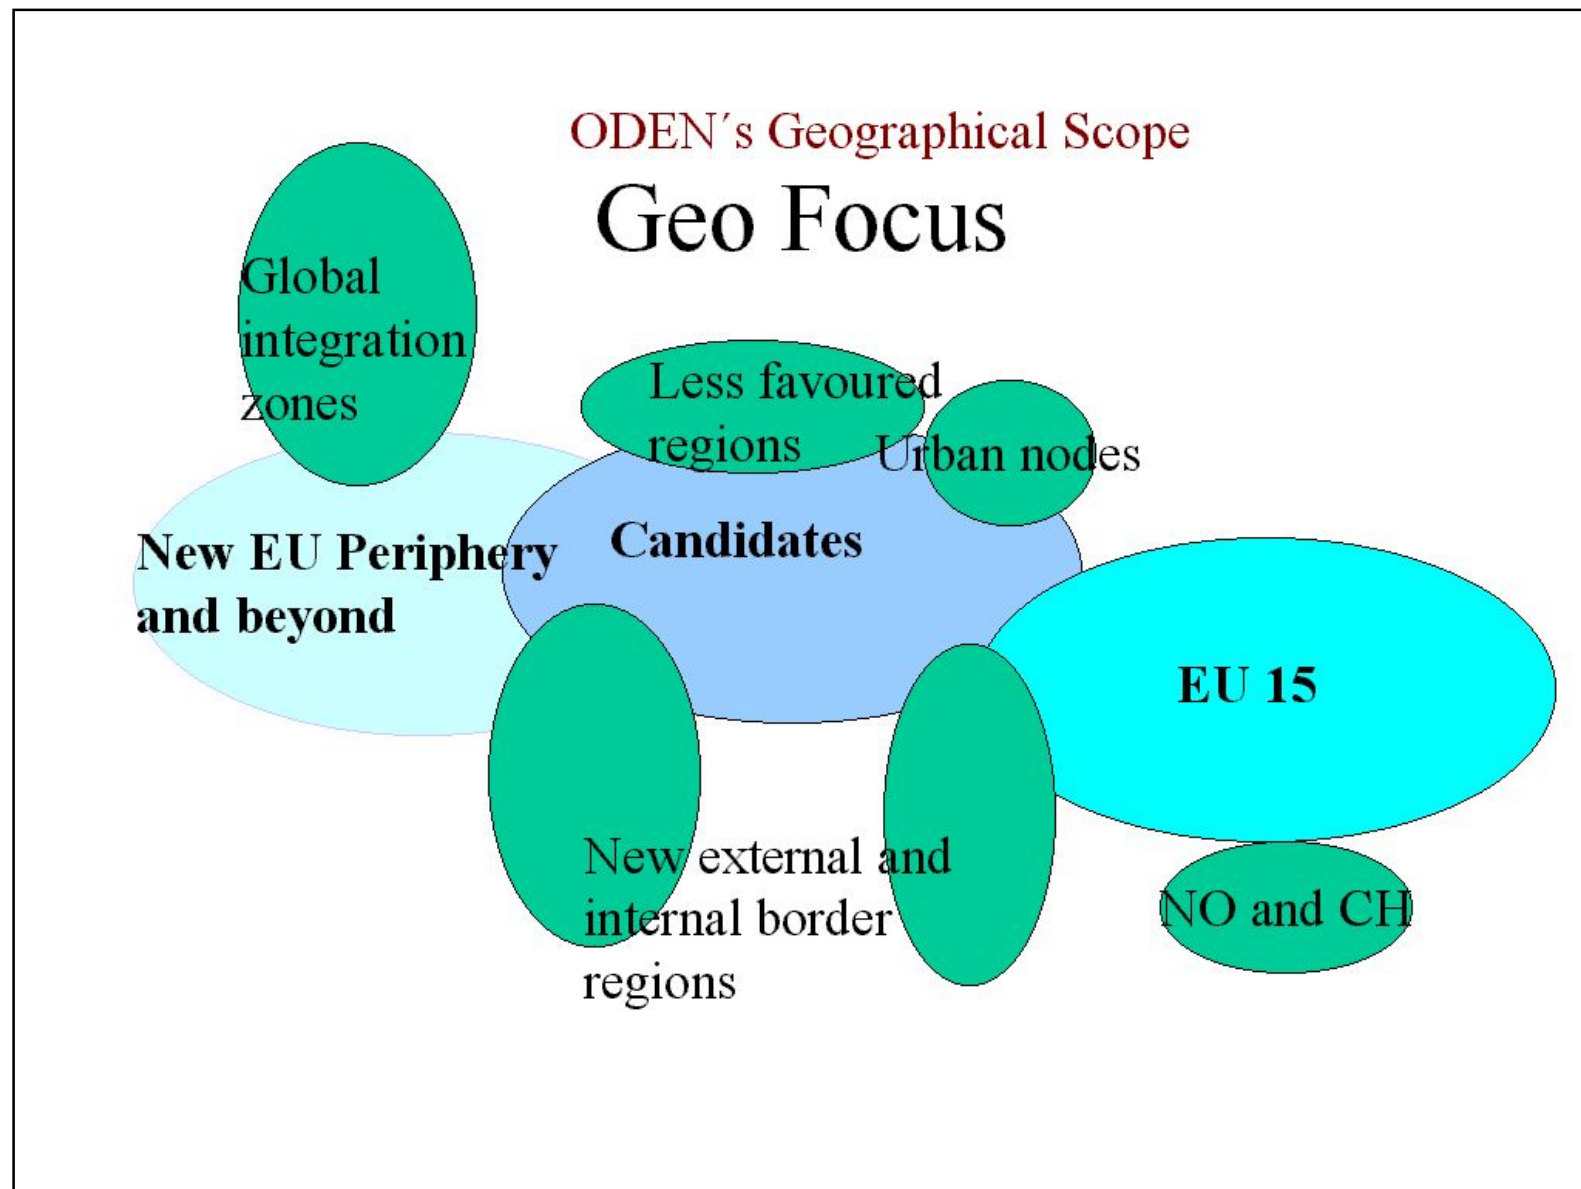 ODEN´s Geographical Scope
Geo Focus
Global
integration
zones
Less favoured
regions
Urban nodes
New EU Periphery
and beyond
Candidates
EU 15
New external and
internal border
regions
NO and CH